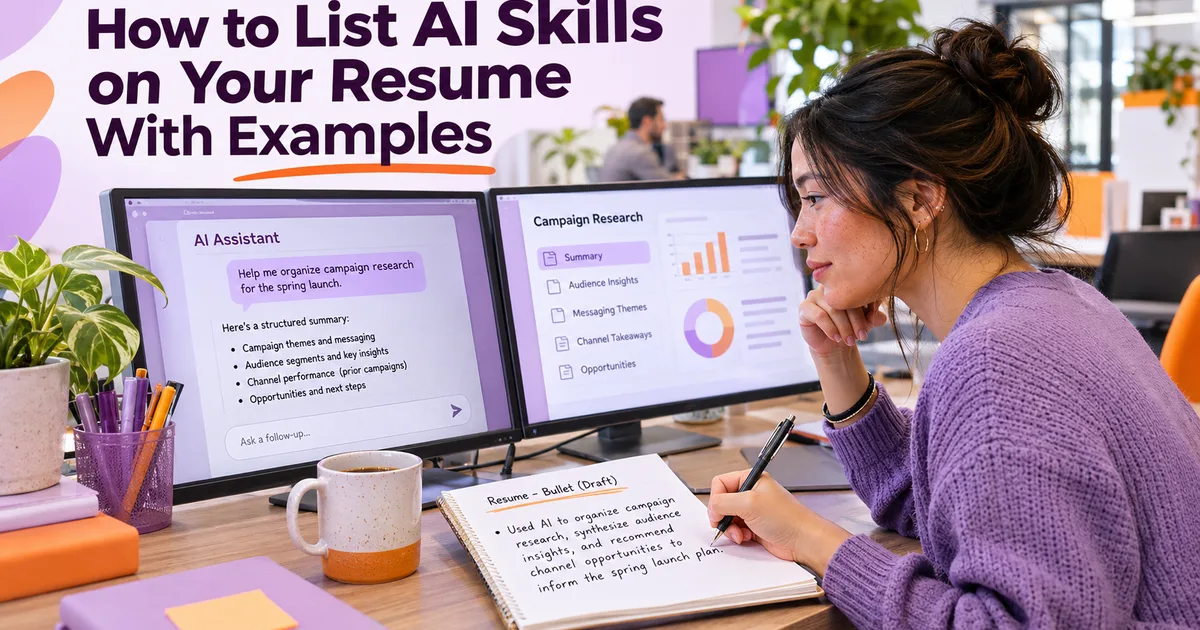 How to List AI Skills
on Your Resume
With Examples
AI Assistant
Help me organize campaign research
for the spring launch.
Here's a structured summary:
• Campaign themes and messaging
• Audience segments and key insights
• Channel performance (prior campaigns)
• Opportunities and next steps
Ask a follow-up...
Campaign Research
Summary
Audience Insights
Messaging Themes
Channel Takeaways
Opportunities
Resume - Bullet (Draft)
• Used AI to organize campaign
research, synthesize audience
insights, and recommend
channel opportunities to
inform the spring launch plan.